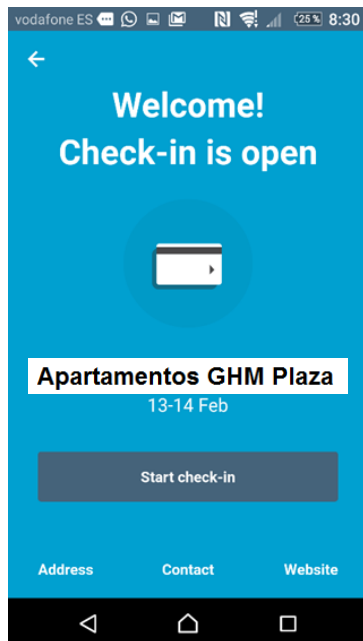 vodafone ES 25% 8:30
Welcome!
Check-in is open
Apartamentos GHM Plaza
13-14 Feb
Start check-in
Address Contact Website